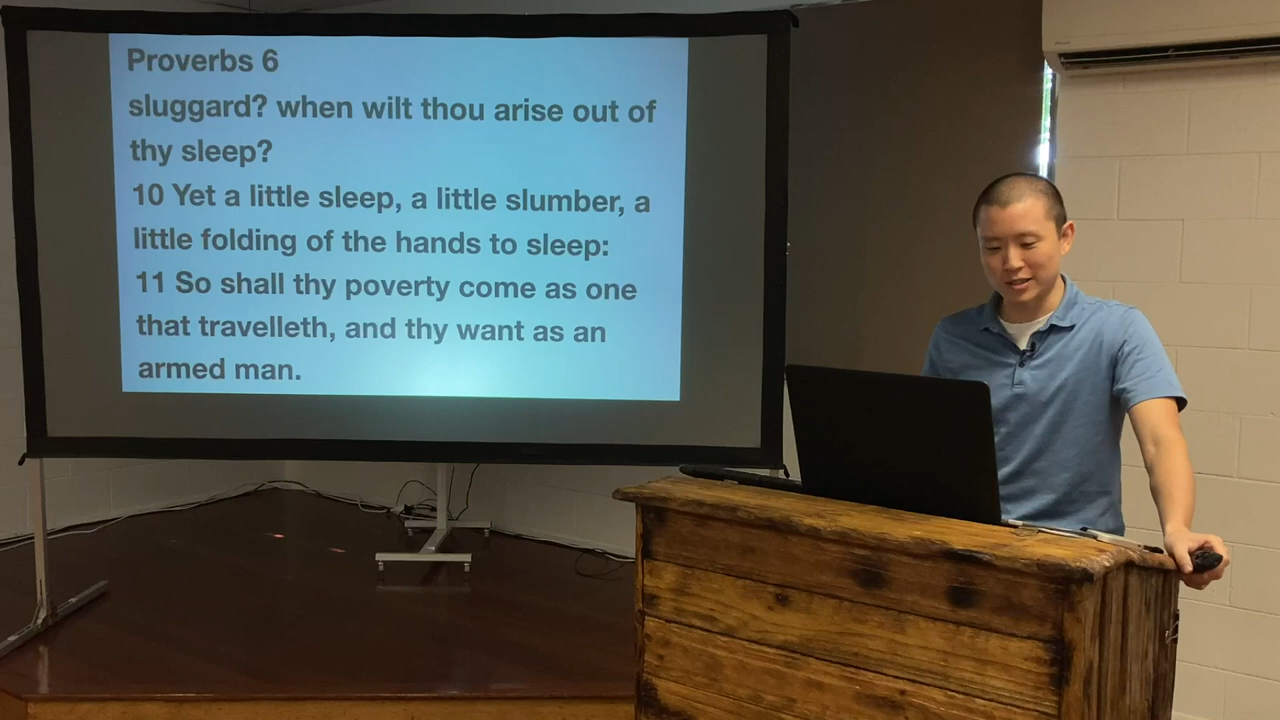 Proverbs 6
sluggard? when wilt thou arise out of
thy sleep?
10 Yet a little sleep, a little slumber, a
little folding of the hands to sleep:
11 So shall thy poverty come as one
that travelleth, and thy want as an
armed man.